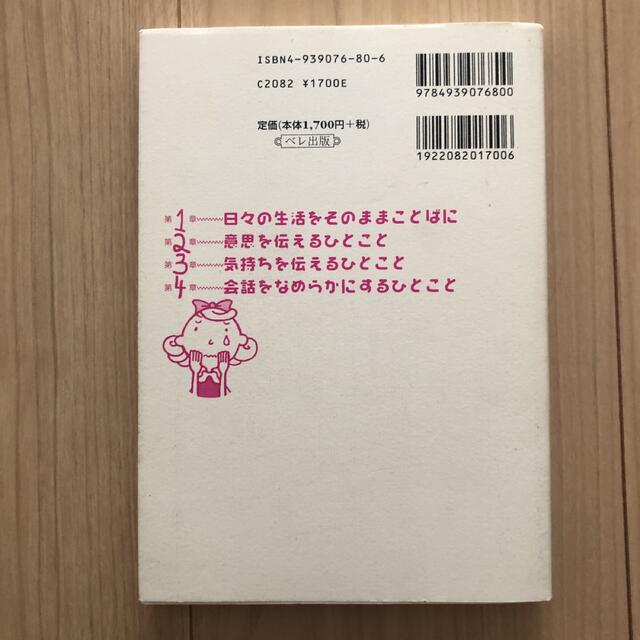 ISBN4-939076-80-6
C2082 ¥1700E
9784939076800
定価(本体1,700円+税)
ベレ出版
1922082017006
第1章 日々の生活をそのままことばに
第2章 意思を伝えるひとこと
第3章 気持ちを伝えるひとこと
第4章 会話をなめらかにするひとこと